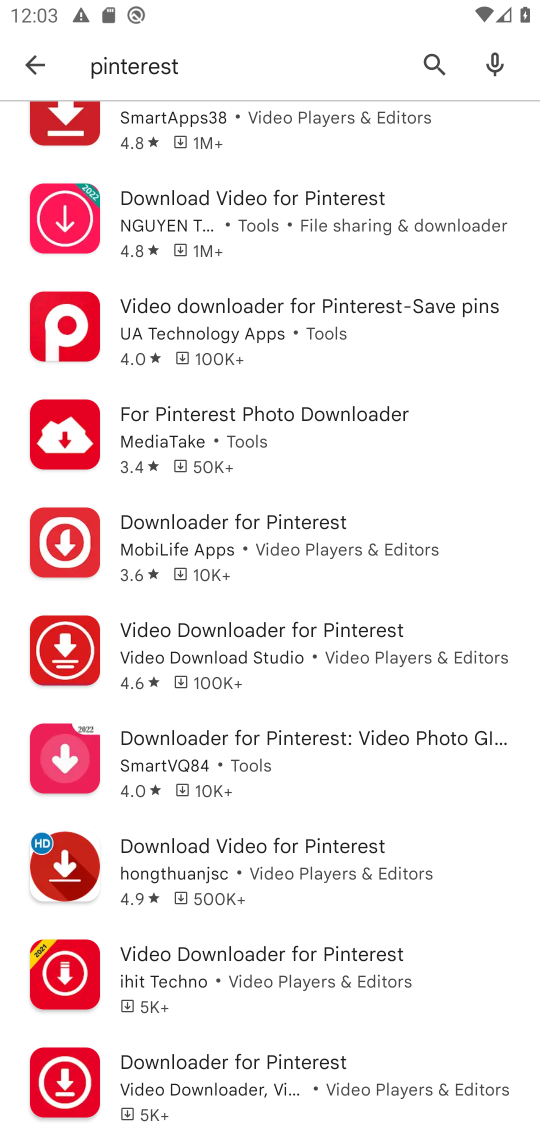 12:03
pinterest
SmartApps38 • Video Players & Editors
4.8★ 1M+
2022
Download Video for Pinterest
NGUYEN T... • Tools • File sharing & downloader
4.8★ 1M+
Video downloader for Pinterest-Save pins
UA Technology Apps • Tools
4.0★ 100K+
For Pinterest Photo Downloader
MediaTake • Tools
3.4★ 50K+
Downloader for Pinterest
MobiLife Apps • Video Players & Editors
3.6★ 10K+
Video Downloader for Pinterest
Video Download Studio • Video Players & Editors
4.6★ 100K+
2022
Downloader for Pinterest: Video Photo GI...
SmartVQ84 • Tools
4.0★ 10K+
HD
Download Video for Pinterest
hongthuanjsc • Video Players & Editors
4.9★ 500K+
2021
Video Downloader for Pinterest
ihit Techno • Video Players & Editors
5K+
Downloader for Pinterest
Video Downloader, Vi... • Video Players & Editors
5K+